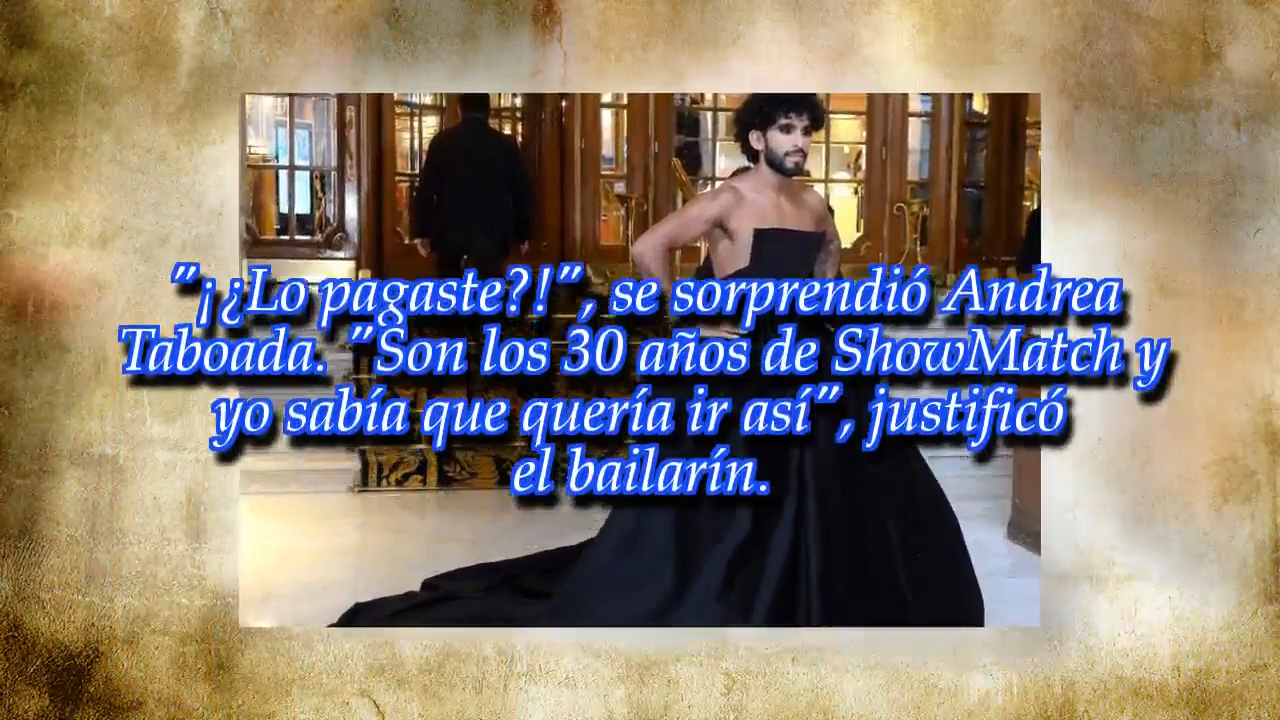 "¡¿Lo pagaste?!", se sorprendió Andrea
Taboada. "Son los 30 años de ShowMatch y
yo sabía que quería ir así", justificó
el bailarín.